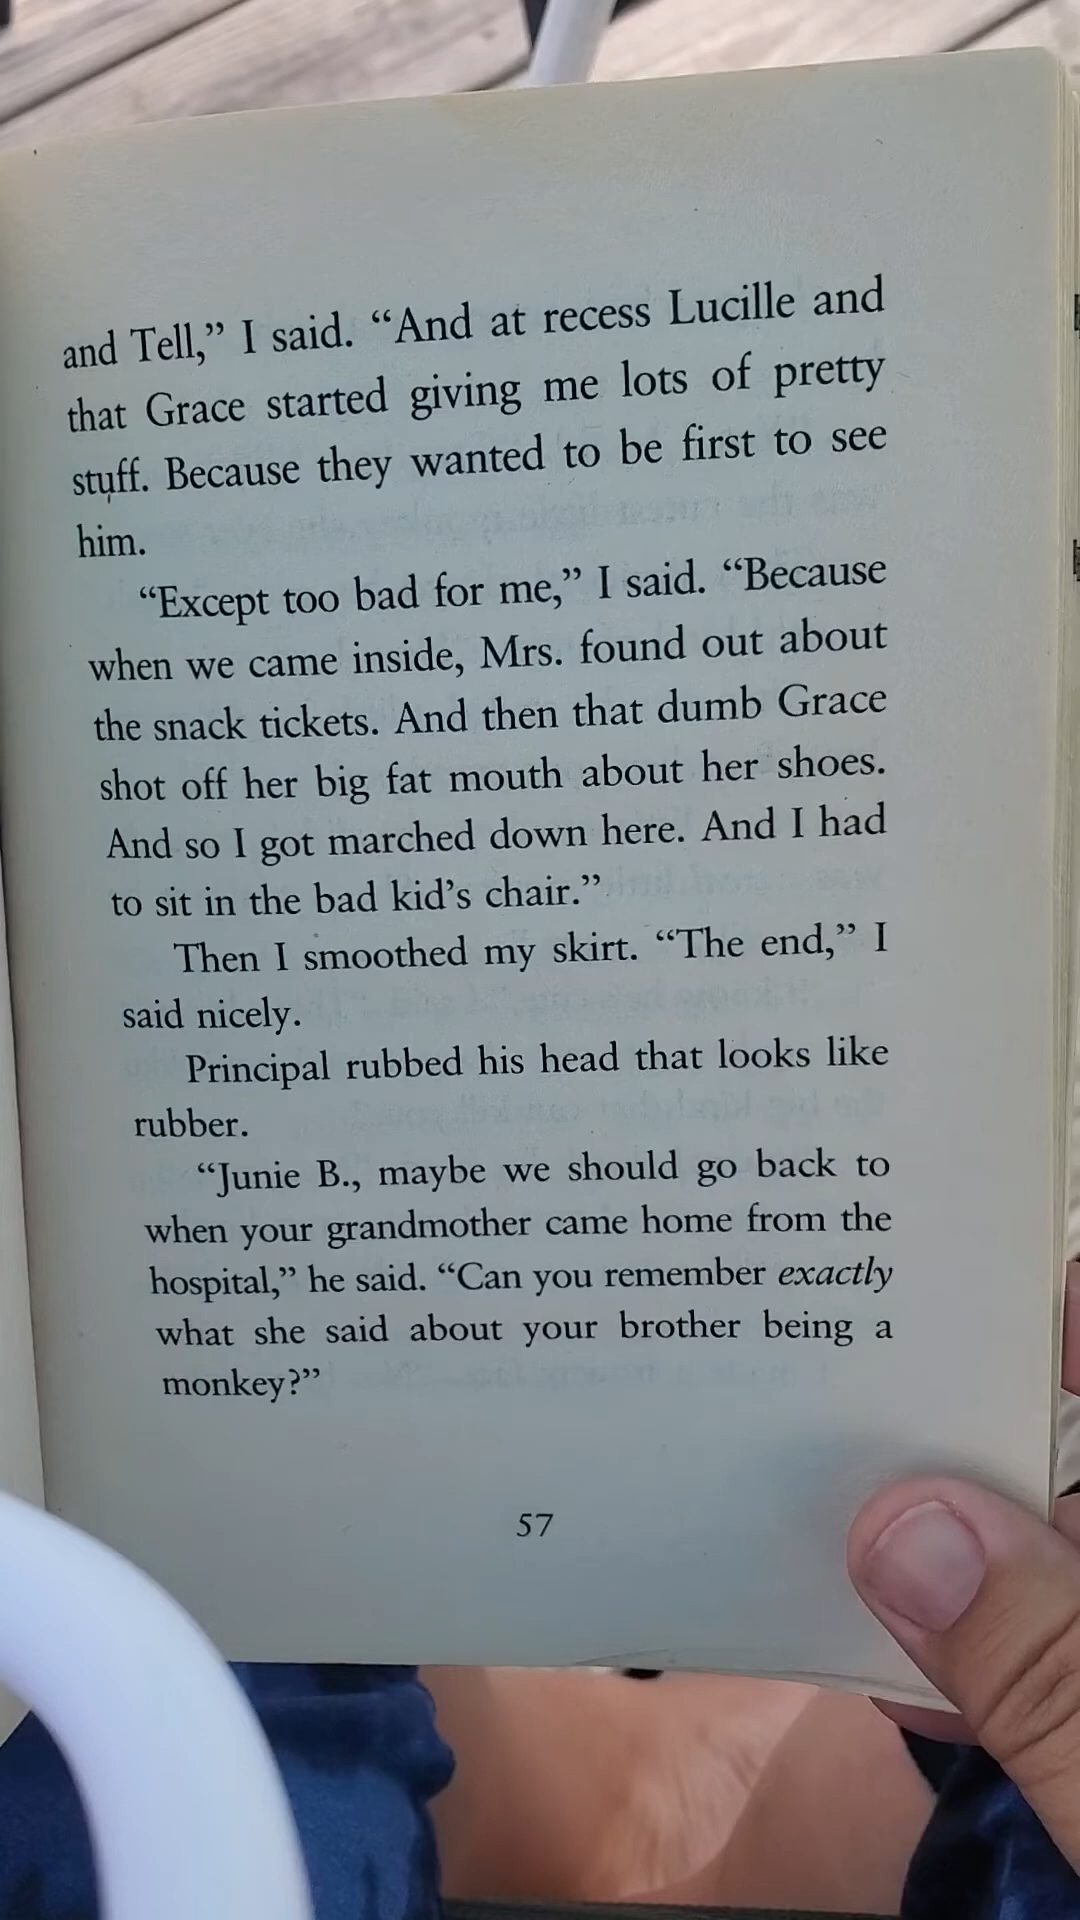 and Tell,” I said. “And at recess Lucille and
that Grace started giving me lots of pretty
stuff. Because they wanted to be first to see
him.
“Except too bad for me,” I said. “Because
when we came inside, Mrs. found out about
the snack tickets. And then that dumb Grace
shot off her big fat mouth about her shoes.
And so I got marched down here. And I had
to sit in the bad kid’s chair.”
Then I smoothed my skirt. “The end,” I
said nicely.
Principal rubbed his head that looks like
rubber.
“Junie B., maybe we should go back to
when your grandmother came home from the
hospital,” he said. “Can you remember exactly
what she said about your brother being a
monkey?”
57